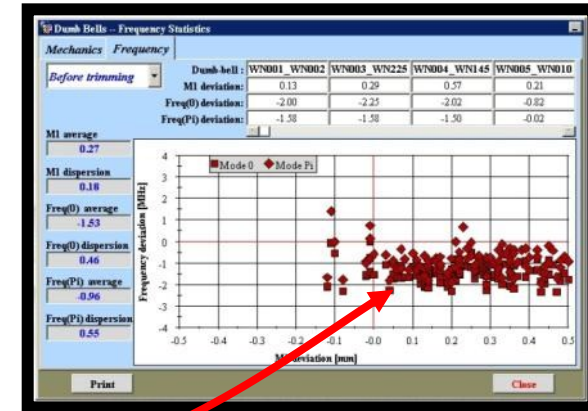 Dumb Bells -- Frequency Statistics
Mechanics Frequency
Before trimming
Dumb-bell: WN001_WN002 WN003_WN225 WN004_WN145 WN005_WN010
M1 deviation: 0.13 0.29 0.57 0.21
Freq(0) deviation: -2.00 -2.25 -2.02 -0.82
Freq(Pi) deviation: -1.58 -1.58 -1.50 -0.02
M1 average
0.27
M1 dispersion
0.18
Freq(0) average
-1.53
Freq(0) dispersion
0.46
Freq(Pi) average
-0.96
Freq(Pi) dispersion
0.55
Mode 0 Mode Pi
Frequency deviation [MHz]
4
3
2
1
0
-1
-2
-3
-4
-0.5 -0.4 -0.3 -0.2 -0.1 -0.0 0.1 0.2 0.3 0.4 0.5
deviation [mm]
Print
Close